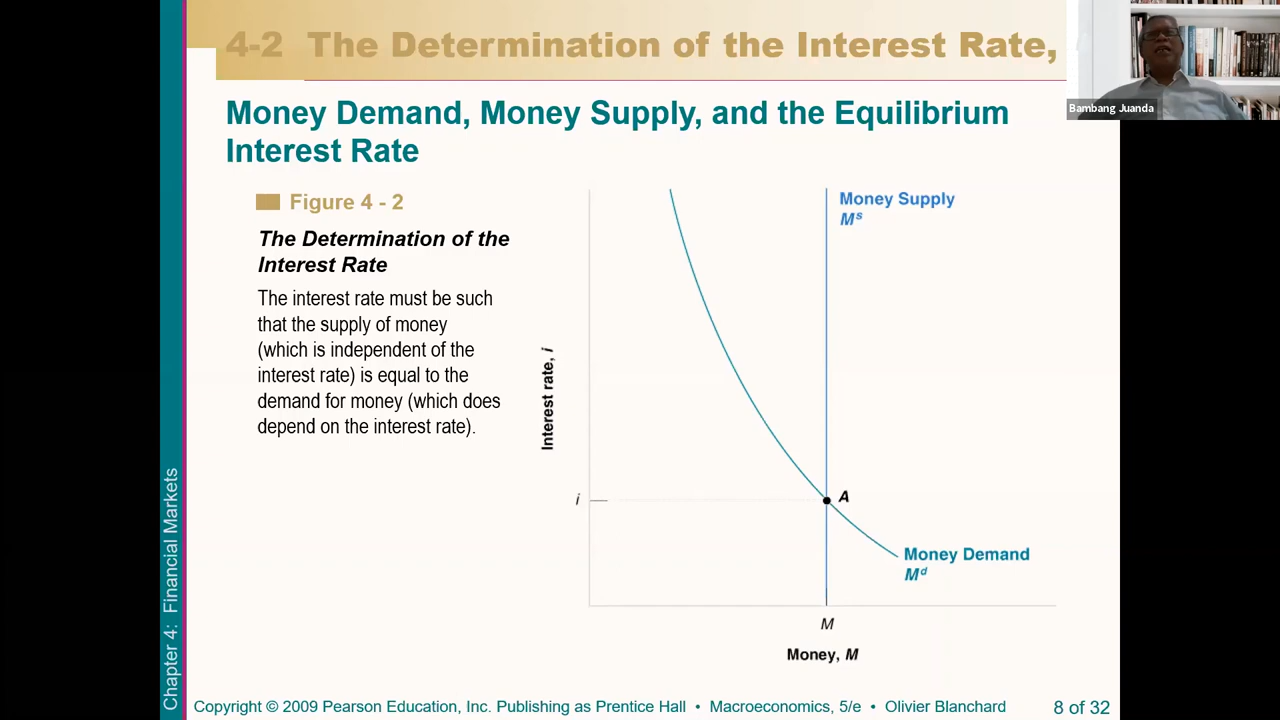 4-2 The Determination of the Interest Rate,
Bambang Juanda
Money Demand, Money Supply, and the Equilibrium
Interest Rate
Figure 4 - 2
The Determination of the
Interest Rate
The interest rate must be such
that the supply of money
(which is independent of the
interest rate) is equal to the
demand for money (which does
depend on the interest rate).
Money Supply
Mˢ
Interest rate, i
i
A
Money Demand
Mᵈ
M
Money, M
Chapter 4: Financial Markets
Copyright © 2009 Pearson Education, Inc. Publishing as Prentice Hall • Macroeconomics, 5/e • Olivier Blanchard
8 of 32